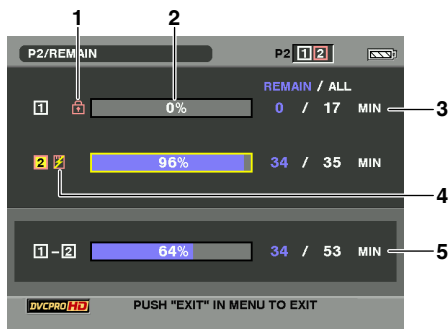 1 2
P2/REMAIN P2 1 2
REMAIN / ALL
1 0% 0 / 17 MIN 3
2 96% 34 / 35 MIN
4
1 - 2 64% 34 / 53 MIN 5
DVCPRO HD PUSH "EXIT" IN MENU TO EXIT